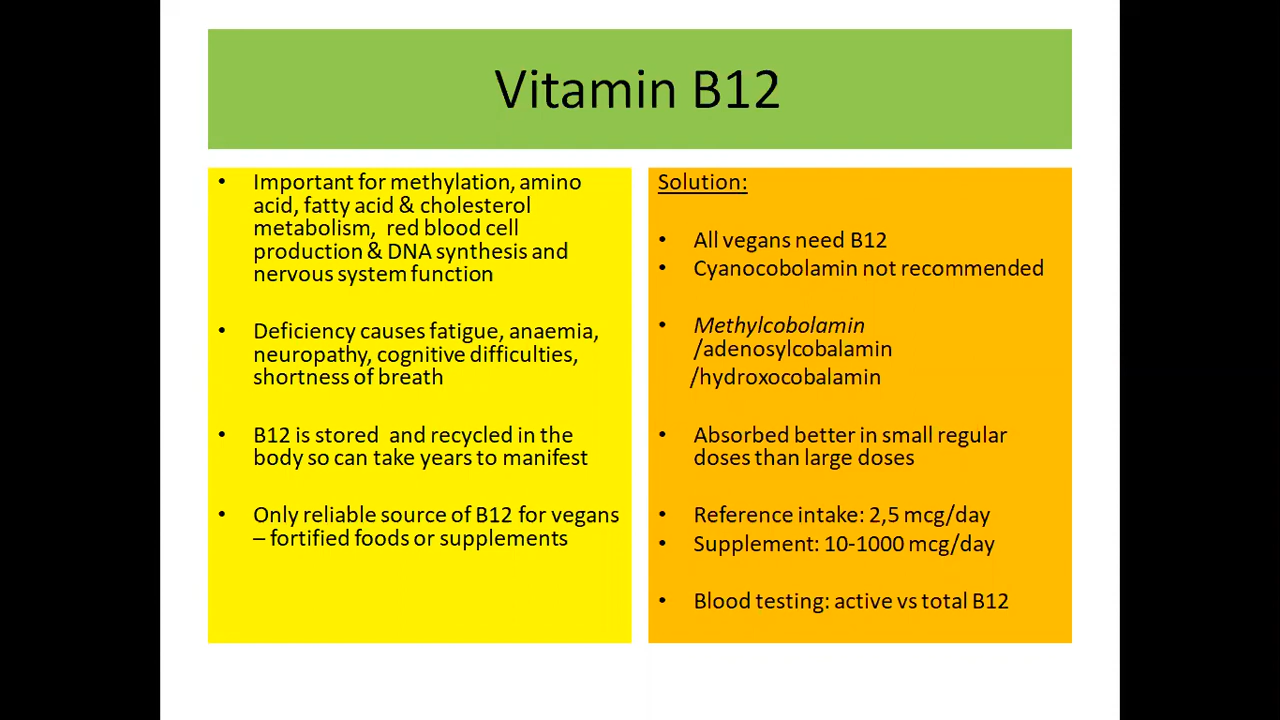 Vitamin B12
• Important for methylation, amino
acid, fatty acid & cholesterol
metabolism, red blood cell
production & DNA synthesis and
nervous system function
• Deficiency causes fatigue, anaemia,
neuropathy, cognitive difficulties,
shortness of breath
• B12 is stored and recycled in the
body so can take years to manifest
• Only reliable source of B12 for vegans
– fortified foods or supplements
Solution:
• All vegans need B12
• Cyanocobolamin not recommended
• Methylcobolamin
/adenosylcobalamin
/hydroxocobalamin
• Absorbed better in small regular
doses than large doses
• Reference intake: 2,5 mcg/day
• Supplement: 10-1000 mcg/day
• Blood testing: active vs total B12